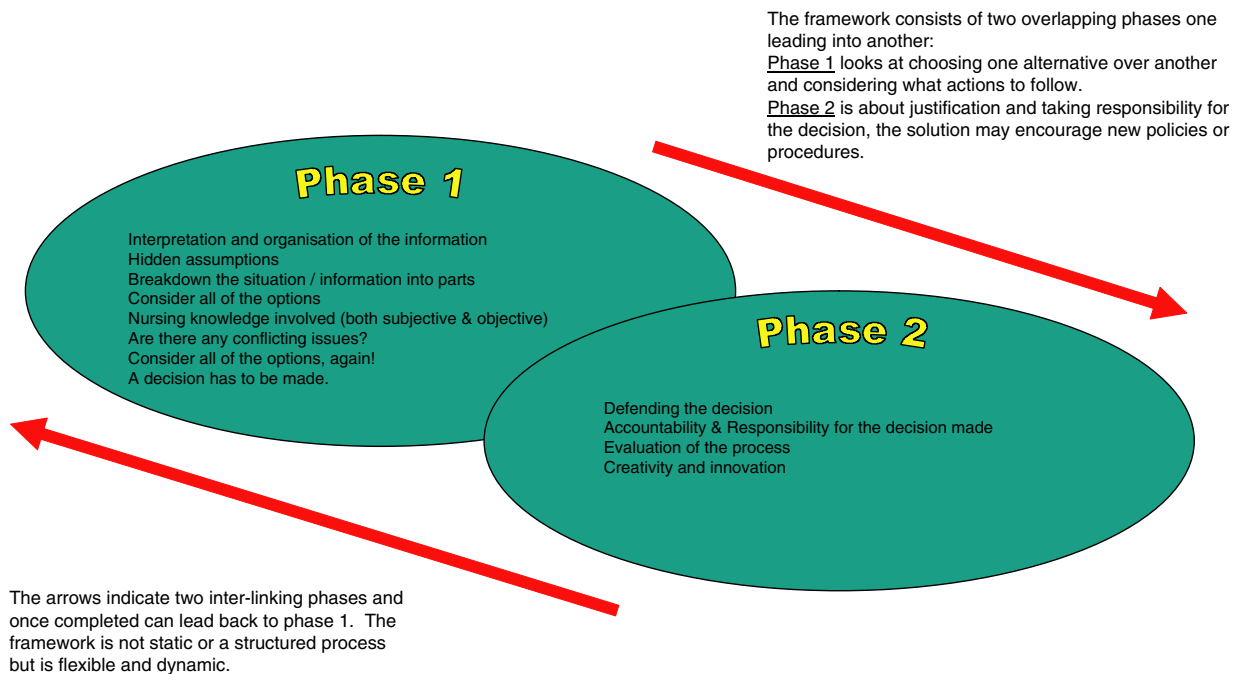 The framework consists of two overlapping phases one
leading into another:
Phase 1 looks at choosing one alternative over another
and considering what actions to follow.
Phase 2 is about justification and taking responsibility for
the decision, the solution may encourage new policies or
procedures.
Phase 1
Interpretation and organisation of the information
Hidden assumptions
Breakdown the situation / information into parts
Consider all of the options
Nursing knowledge involved (both subjective & objective)
Are there any conflicting issues?
Consider all of the options, again!
A decision has to be made.
Phase 2
Defending the decision
Accountability & Responsibility for the decision made
Evaluation of the process
Creativity and innovation
The arrows indicate two inter-linking phases and
once completed can lead back to phase 1.  The
framework is not static or a structured process
but is flexible and dynamic.